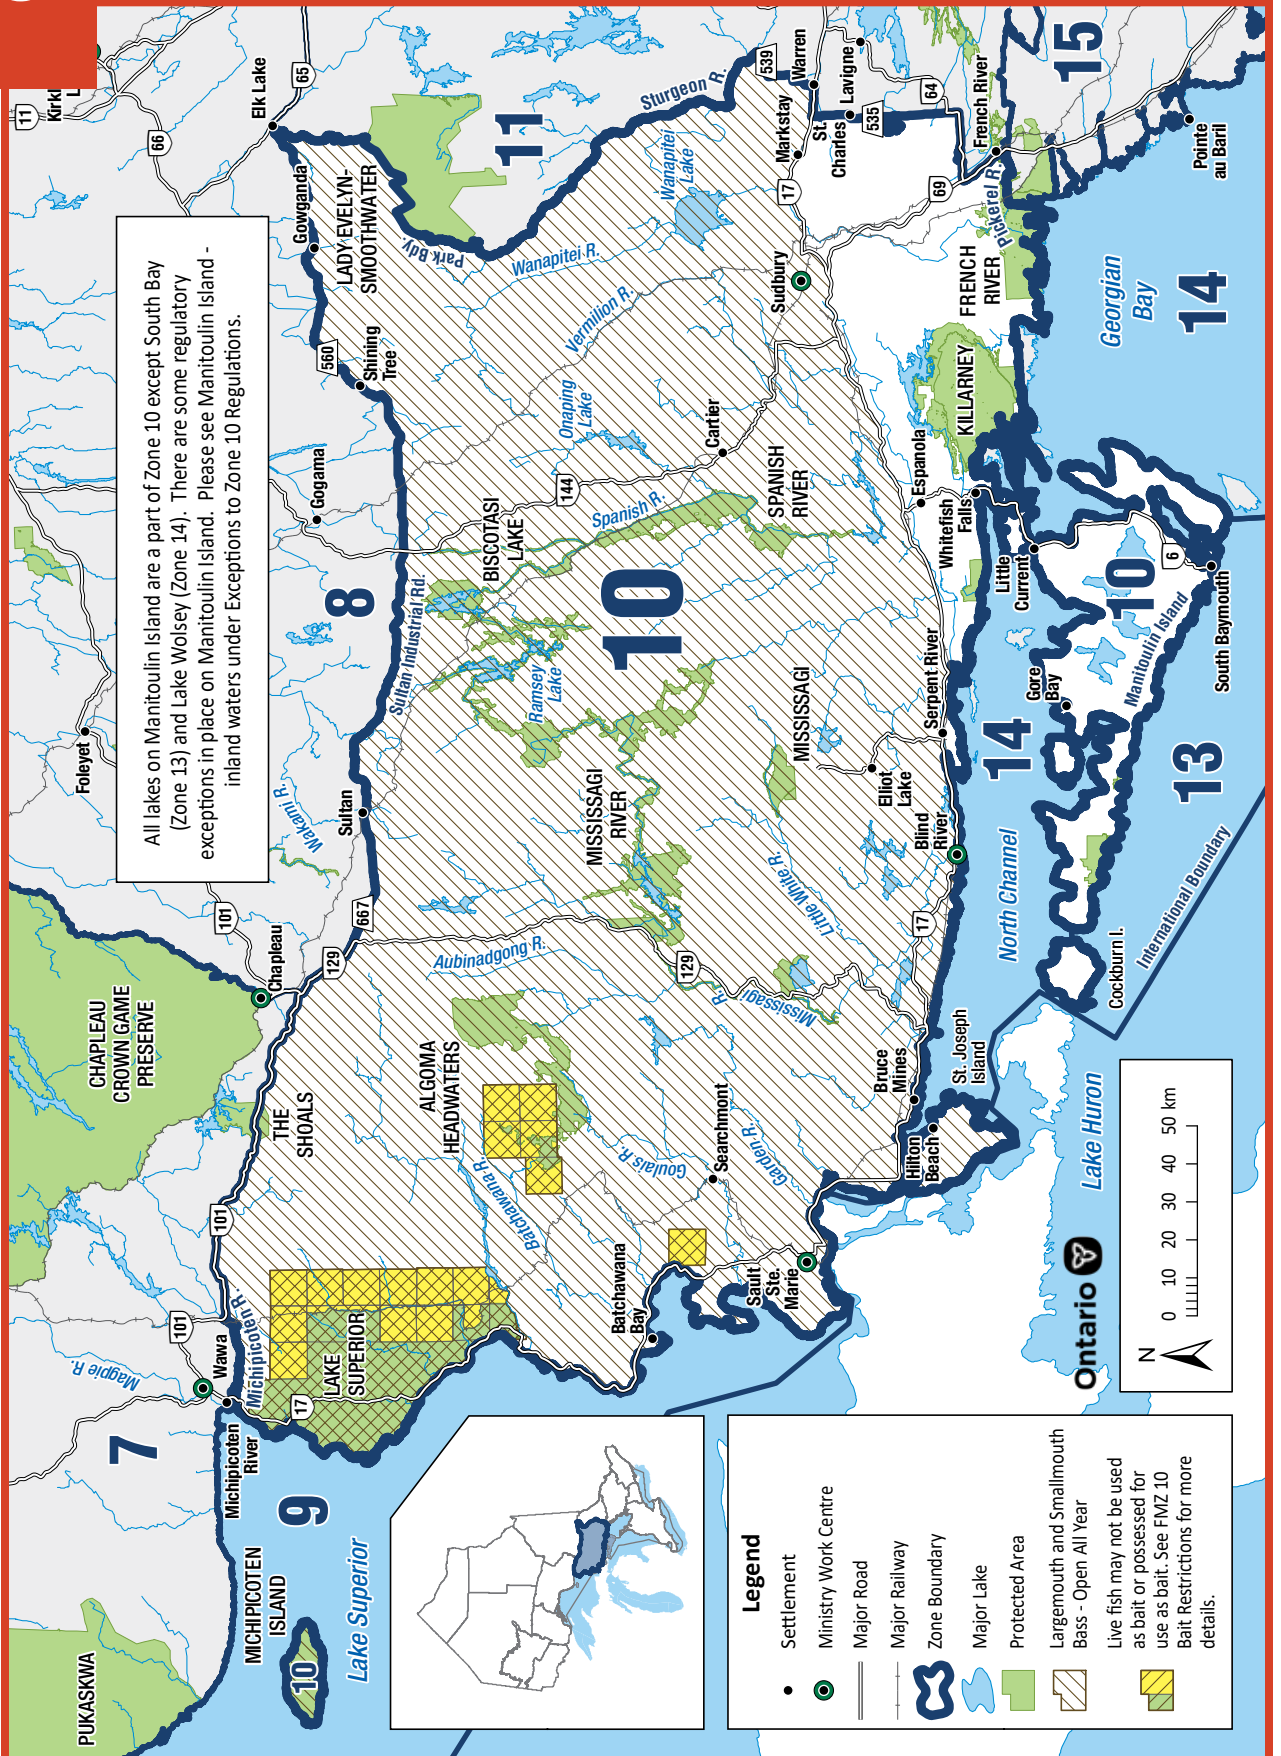 All lakes on Manitoulin Island are a part of Zone 10 except South Bay
(Zone 13) and Lake Wolsey (Zone 14).  There are some regulatory
exceptions in place on Manitoulin Island.  Please see Manitoulin Island -
inland waters under Exceptions to Zone 10 Regulations.
PUKASKWA
7
Magpie R.
Wawa
101
Michipicoten
River
Michipicoten R.
101
CHAPLEAU
CROWN GAME
PRESERVE
Chapleau
101
129
667
THE
SHOALS
Foleyet
Wakami R.
Sultan
8
Sultan Industrial Rd.
Gogama
560
Shining
Tree
Gowganda
Elk Lake
65
66
11
LADY EVELYN-
SMOOTHWATER
Park Bdy.
11
Sturgeon R.
539
Warren
Markstay
St.
Charles
Lavigne
535
64
17
69
French River
Pickerel R.
15
Pointe
au Baril
Wanapitei
Lake
Wanapitei R.
Vermilion R.
Onaping
Lake
Sudbury
Cartier
144
BISCOTASI
LAKE
Spanish R.
SPANISH
RIVER
10
Ramsey
Lake
MISSISSAGI
RIVER
MISSISSAGI
Elliot
Lake
Serpent River
Blind
River
Little White R.
17
129
Mississagi
R.
Aubinadgong R.
ALGOMA
HEADWATERS
Batchawana R.
Goulais R.
Searchmont
Garden R.
Bruce
Mines
Hilton
Beach
St. Joseph
Island
Sault
Ste.
Marie
Batchawana
Bay
LAKE
SUPERIOR
17
9
MICHIPICOTEN
ISLAND
10
Lake Superior
Espanola
Whitefish
Falls
KILLARNEY
FRENCH
RIVER
Georgian
Bay
14
Little
Current
10
6
South Baymouth
Manitoulin Island
Gore
Bay
14
13
North Channel
Cockburn I.
International Boundary
Lake Huron
Legend
Settlement
Ministry Work Centre
Major Road
Major Railway
Zone Boundary
Major Lake
Protected Area
Largemouth and Smallmouth
Bass - Open All Year
Live fish may not be used
as bait or possessed for
use as bait. See FMZ 10
Bait Restrictions for more
details.
Ontario
N
0 10 20 30 40 50 km